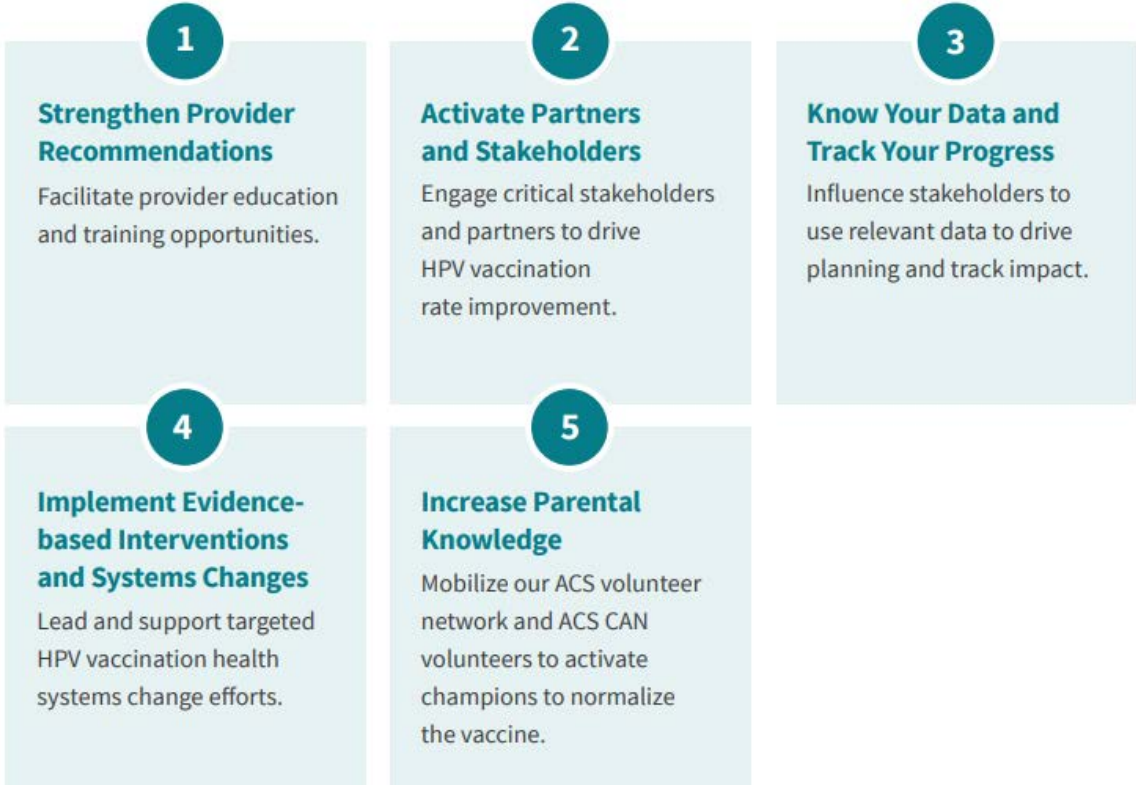 1
Strengthen Provider
Recommendations
Facilitate provider education
and training opportunities.
2
Activate Partners
and Stakeholders
Engage critical stakeholders
and partners to drive
HPV vaccination
rate improvement.
3
Know Your Data and
Track Your Progress
Influence stakeholders to
use relevant data to drive
planning and track impact.
4
Implement Evidence-
based Interventions
and Systems Changes
Lead and support targeted
HPV vaccination health
systems change efforts.
5
Increase Parental
Knowledge
Mobilize our ACS volunteer
network and ACS CAN
volunteers to activate
champions to normalize
the vaccine.